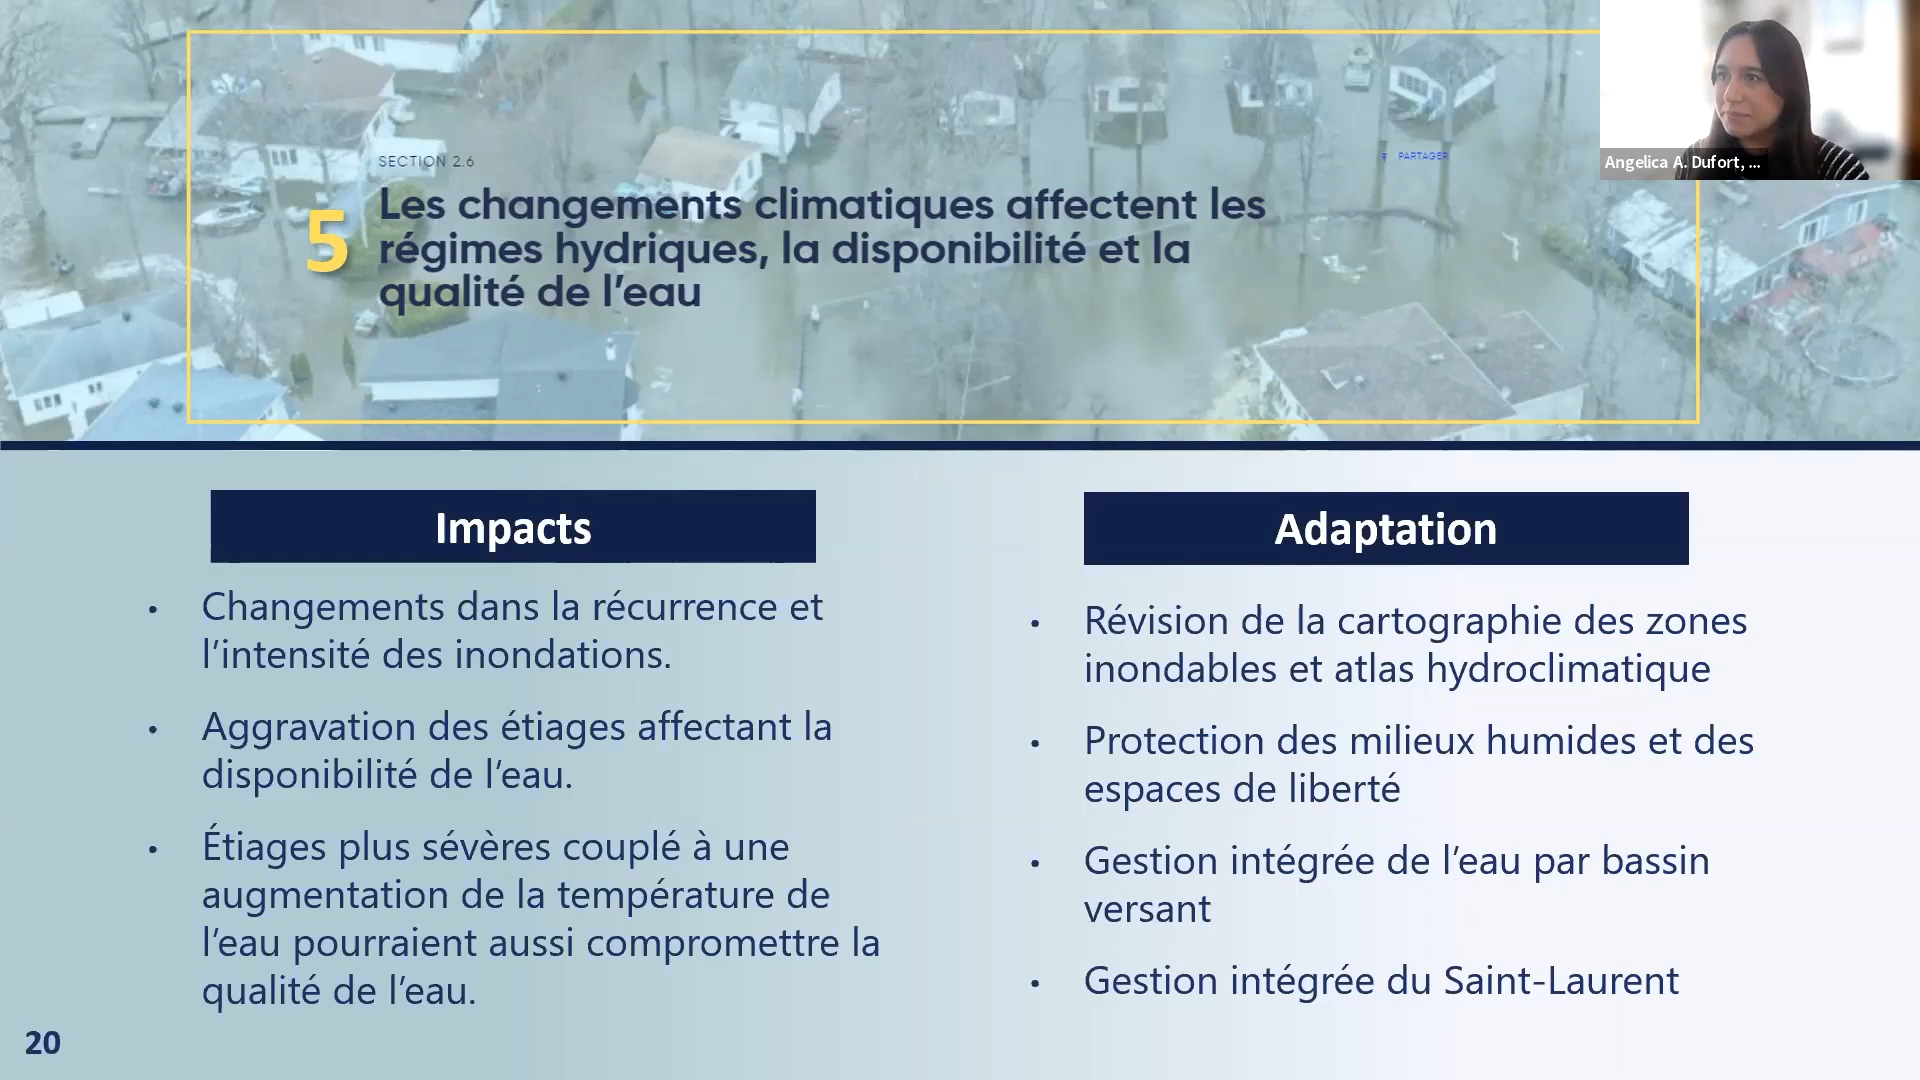 SECTION 2.6
PARTAGER
5
Les changements climatiques affectent les
régimes hydriques, la disponibilité et la
qualité de l’eau
Angelica A. Dufort, ...
Impacts
• Changements dans la récurrence et
l’intensité des inondations.
• Aggravation des étiages affectant la
disponibilité de l’eau.
• Étiages plus sévères couplé à une
augmentation de la température de
l’eau pourraient aussi compromettre la
qualité de l’eau.
Adaptation
• Révision de la cartographie des zones
inondables et atlas hydroclimatique
• Protection des milieux humides et des
espaces de liberté
• Gestion intégrée de l’eau par bassin
versant
• Gestion intégrée du Saint-Laurent
20